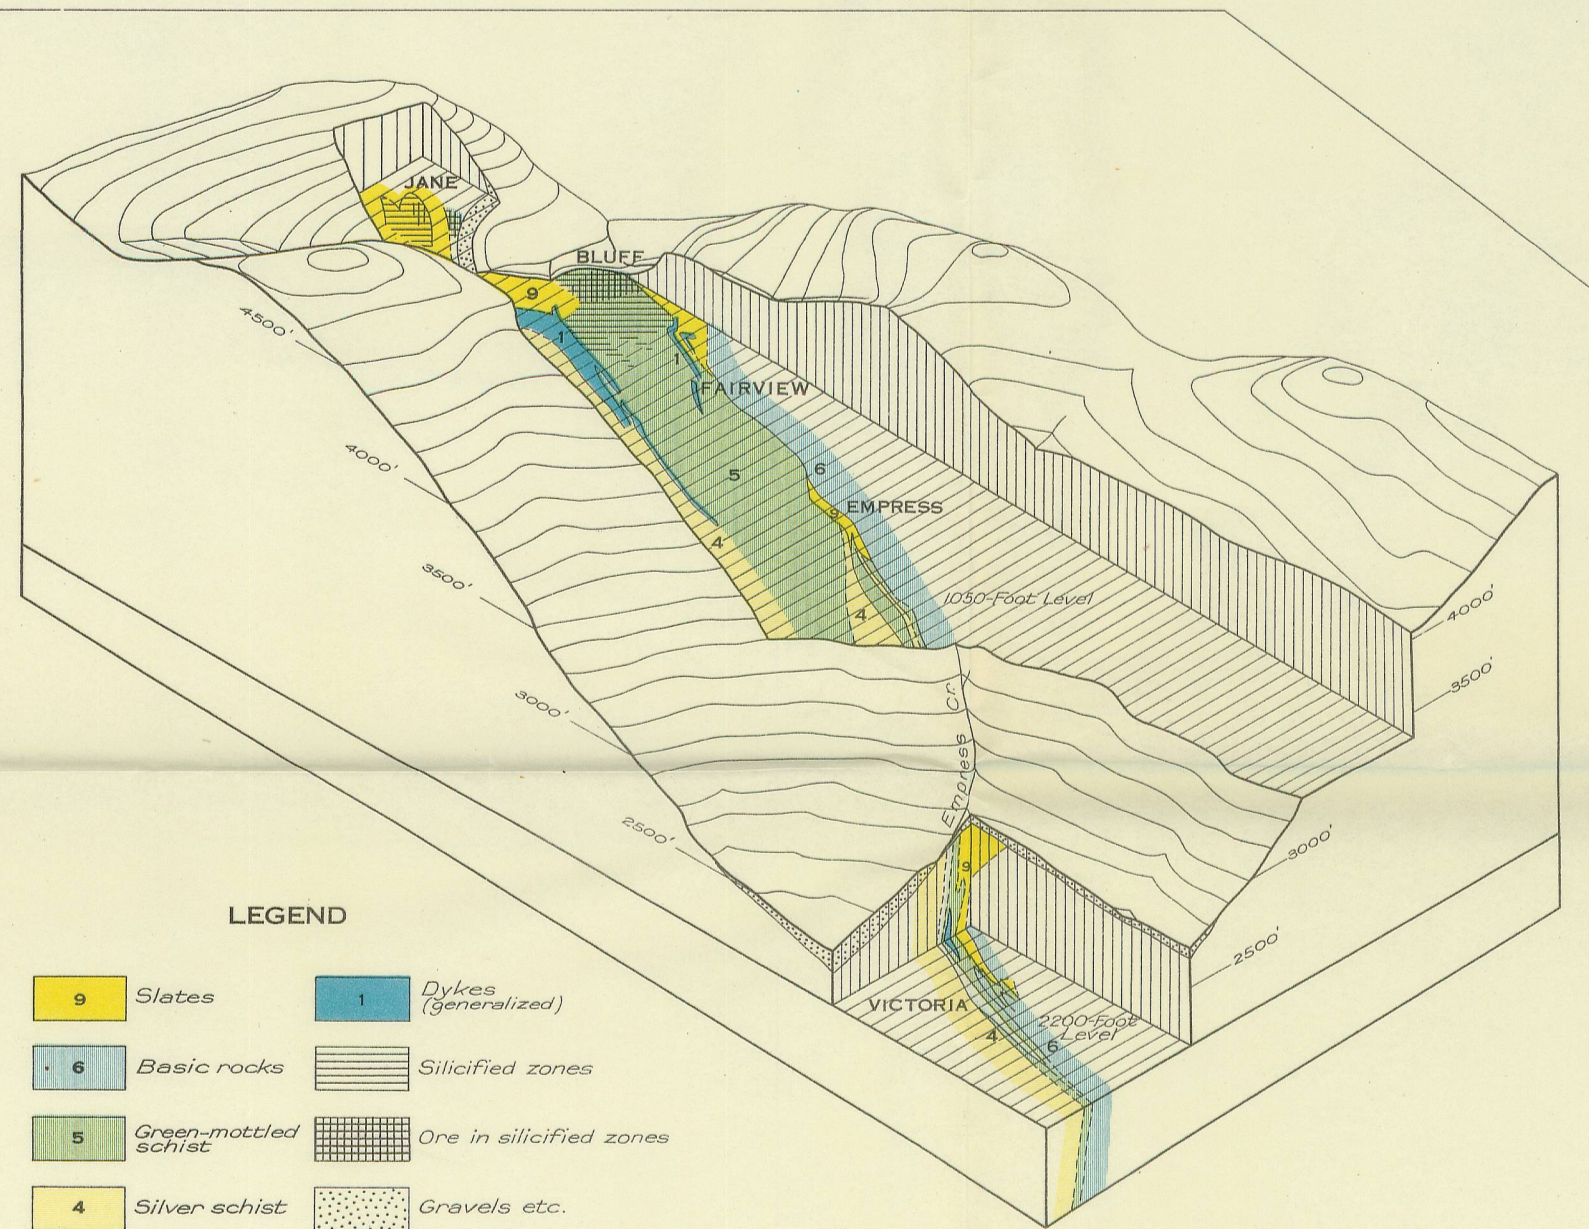 JANE
BLUFF
9
1
1
4500'
FAIRVIEW
4000'
5
6
EMPRESS
9
4
3500'
1050-Foot Level
4000'
4
3500'
3000'
Empress Cr.
2500'
3000'
9
2500'
VICTORIA
2200-Foot
Level
4
6
LEGEND
9 Slates
1 Dykes
(generalized)
6 Basic rocks
Silicified zones
5 Green-mottled
schist
Ore in silicified zones
4 Silver schist
Gravels etc.